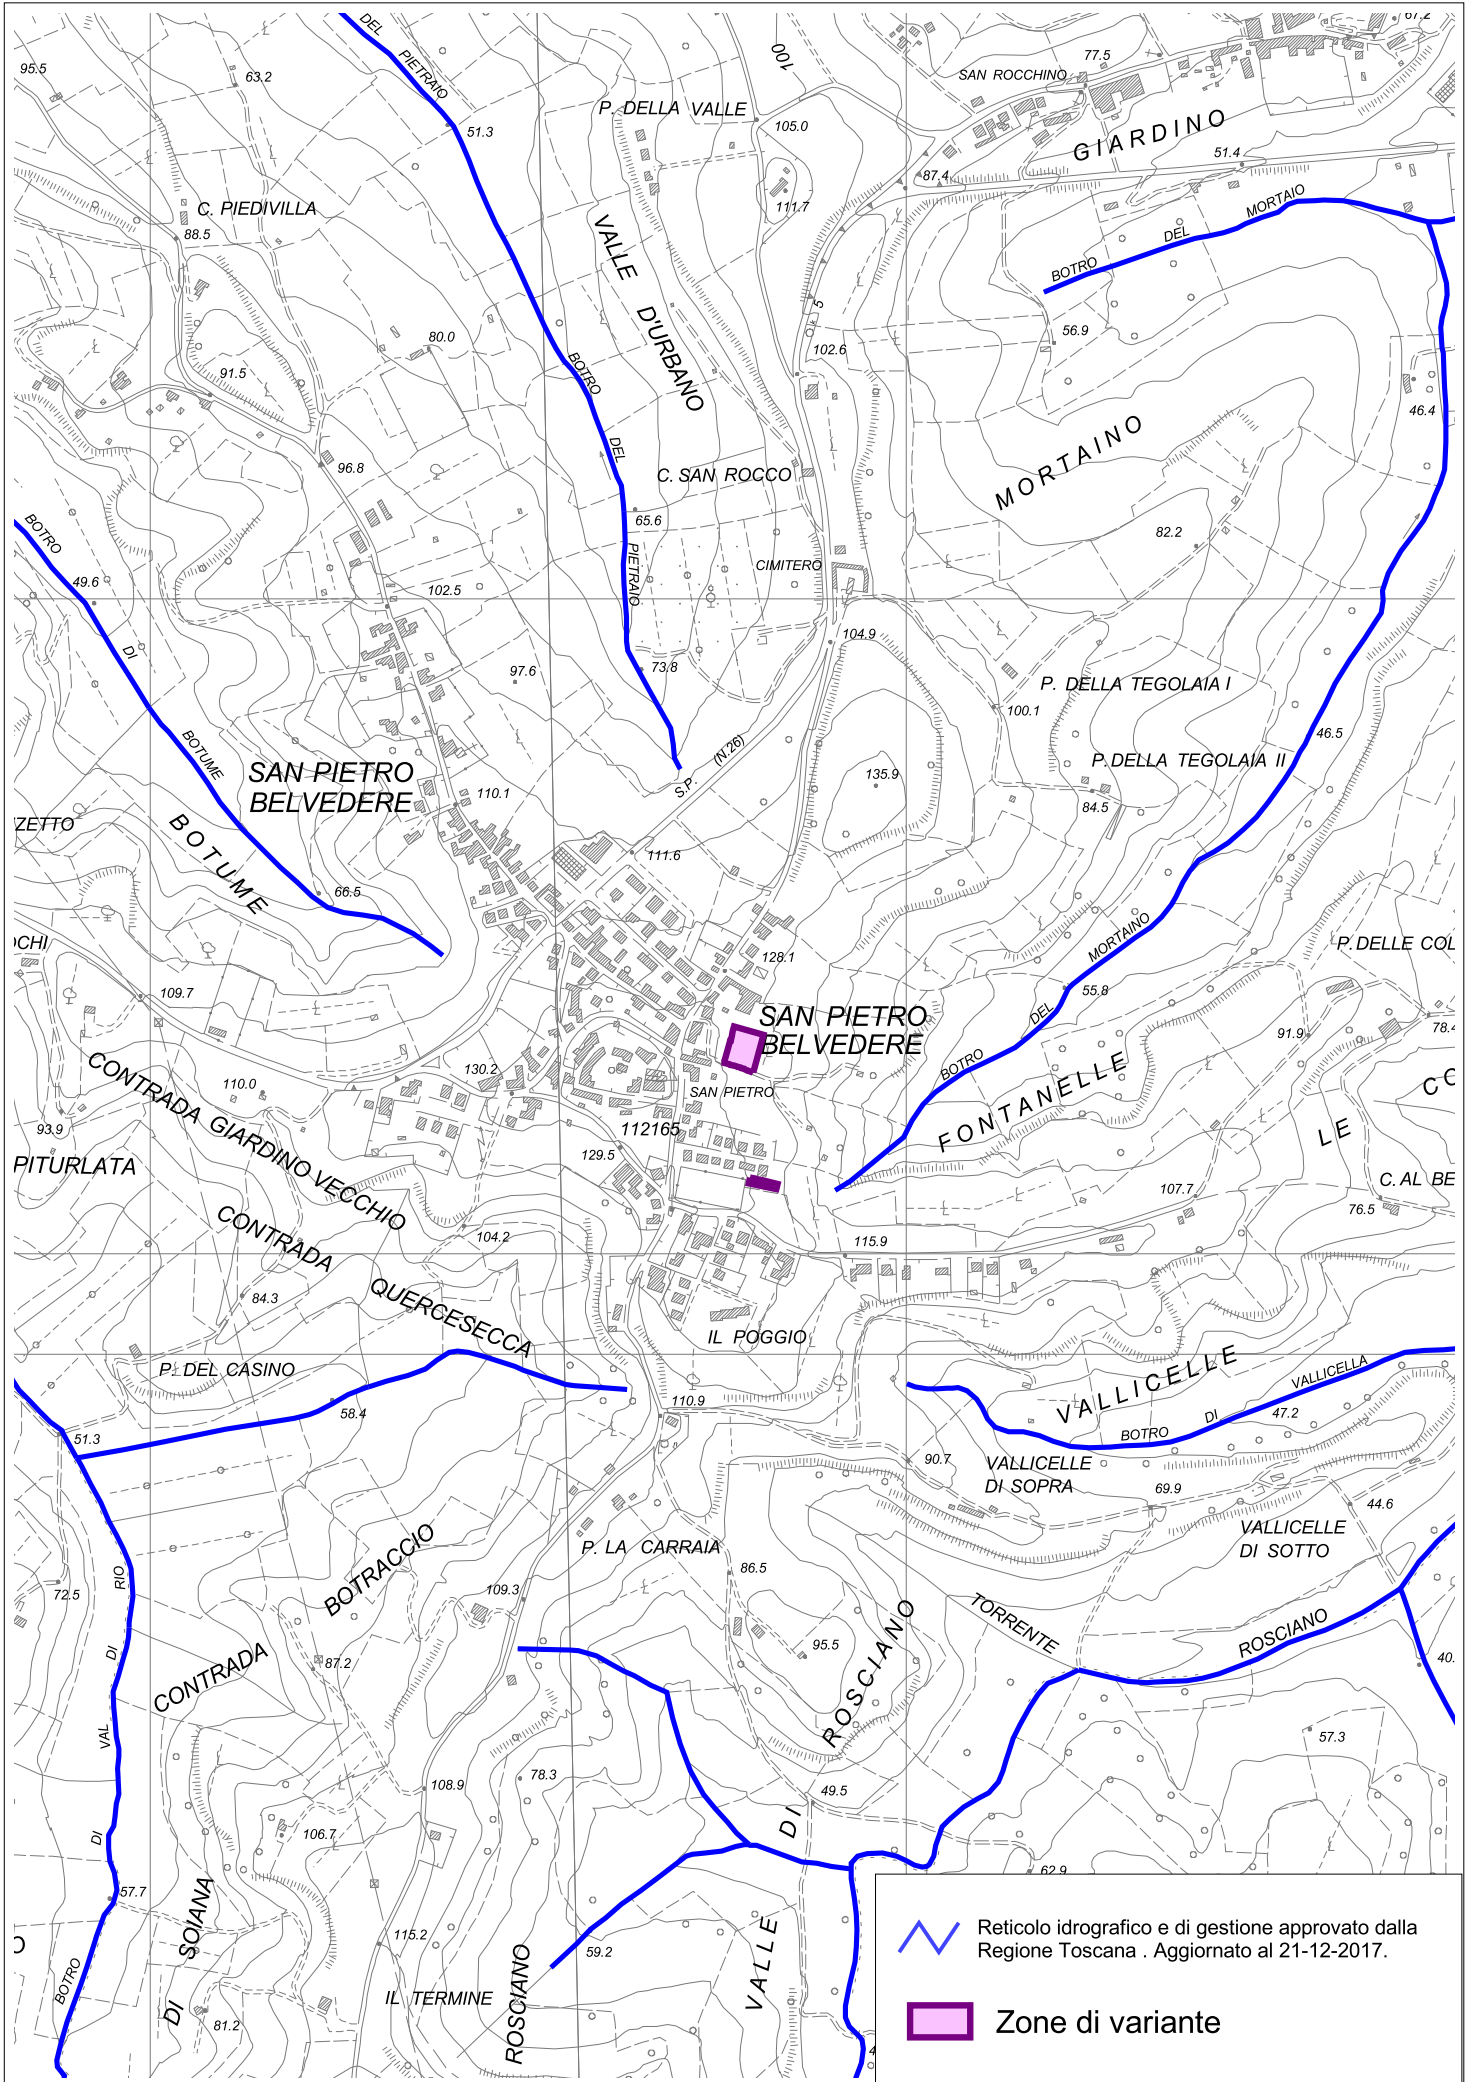 DEL
PIETRAIO
67.2
95.5
63.2
77.5
SAN ROCCHINO
100
P. DELLA VALLE
105.0
51.3
GIARDINO
51.4
87.4
111.7
C. PIEDIVILLA
88.5
VALLE D'URBANO
BOTRO DEL MORTAIO
5
56.9
80.0
102.6
91.5
BOTRO
DEL
PIETRAIO
46.4
MORTAINO
96.8
C. SAN ROCCO
65.6
82.2
BOTRO
DI
BOTUME
CIMITERO
49.6
102.5
104.9
97.6
73.8
P. DELLA TEGOLAIA I
100.1
46.5
S.P. (N.26)
P. DELLA TEGOLAIA II
SAN PIETRO
BELVEDERE
135.9
110.1
84.5
ZETTO
BOTUME
111.6
66.5
MORTAINO
OCHI
P. DELLE COL
128.1
109.7
55.8
SAN PIETRO
BELVEDERE
DEL
91.9
78.4
BOTRO
130.2
FONTANELLE
CO
110.0
SAN PIETRO
CONTRADA GIARDINO VECCHIO
93.9
112165
LE
129.5
PITURLATA
C. AL BE
107.7
76.5
CONTRADA QUERCESECCA
104.2
115.9
84.3
IL POGGIO
P. DEL CASINO
VALLICELLE
BOTRO DI VALLICELLA
58.4
110.9
47.2
51.3
90.7
VALLICELLE
DI SOPRA
69.9
44.6
VALLICELLE
DI SOTTO
P. LA CARRAIA
CONTRADA BOTRACCIO
86.5
72.5
109.3
TORRENTE ROSCIANO
95.5
87.2
40.
57.3
BOTRO DI VAL DI RIO
108.9
78.3
49.5
VALLE DI ROSCIANO
106.7
62.9
57.7
O
115.2
59.2
DI SOIANA
IL TERMINE
ROSCIANO
81.2
4
Reticolo idrografico e di gestione approvato dalla
Regione Toscana . Aggiornato al 21-12-2017.
Zone di variante